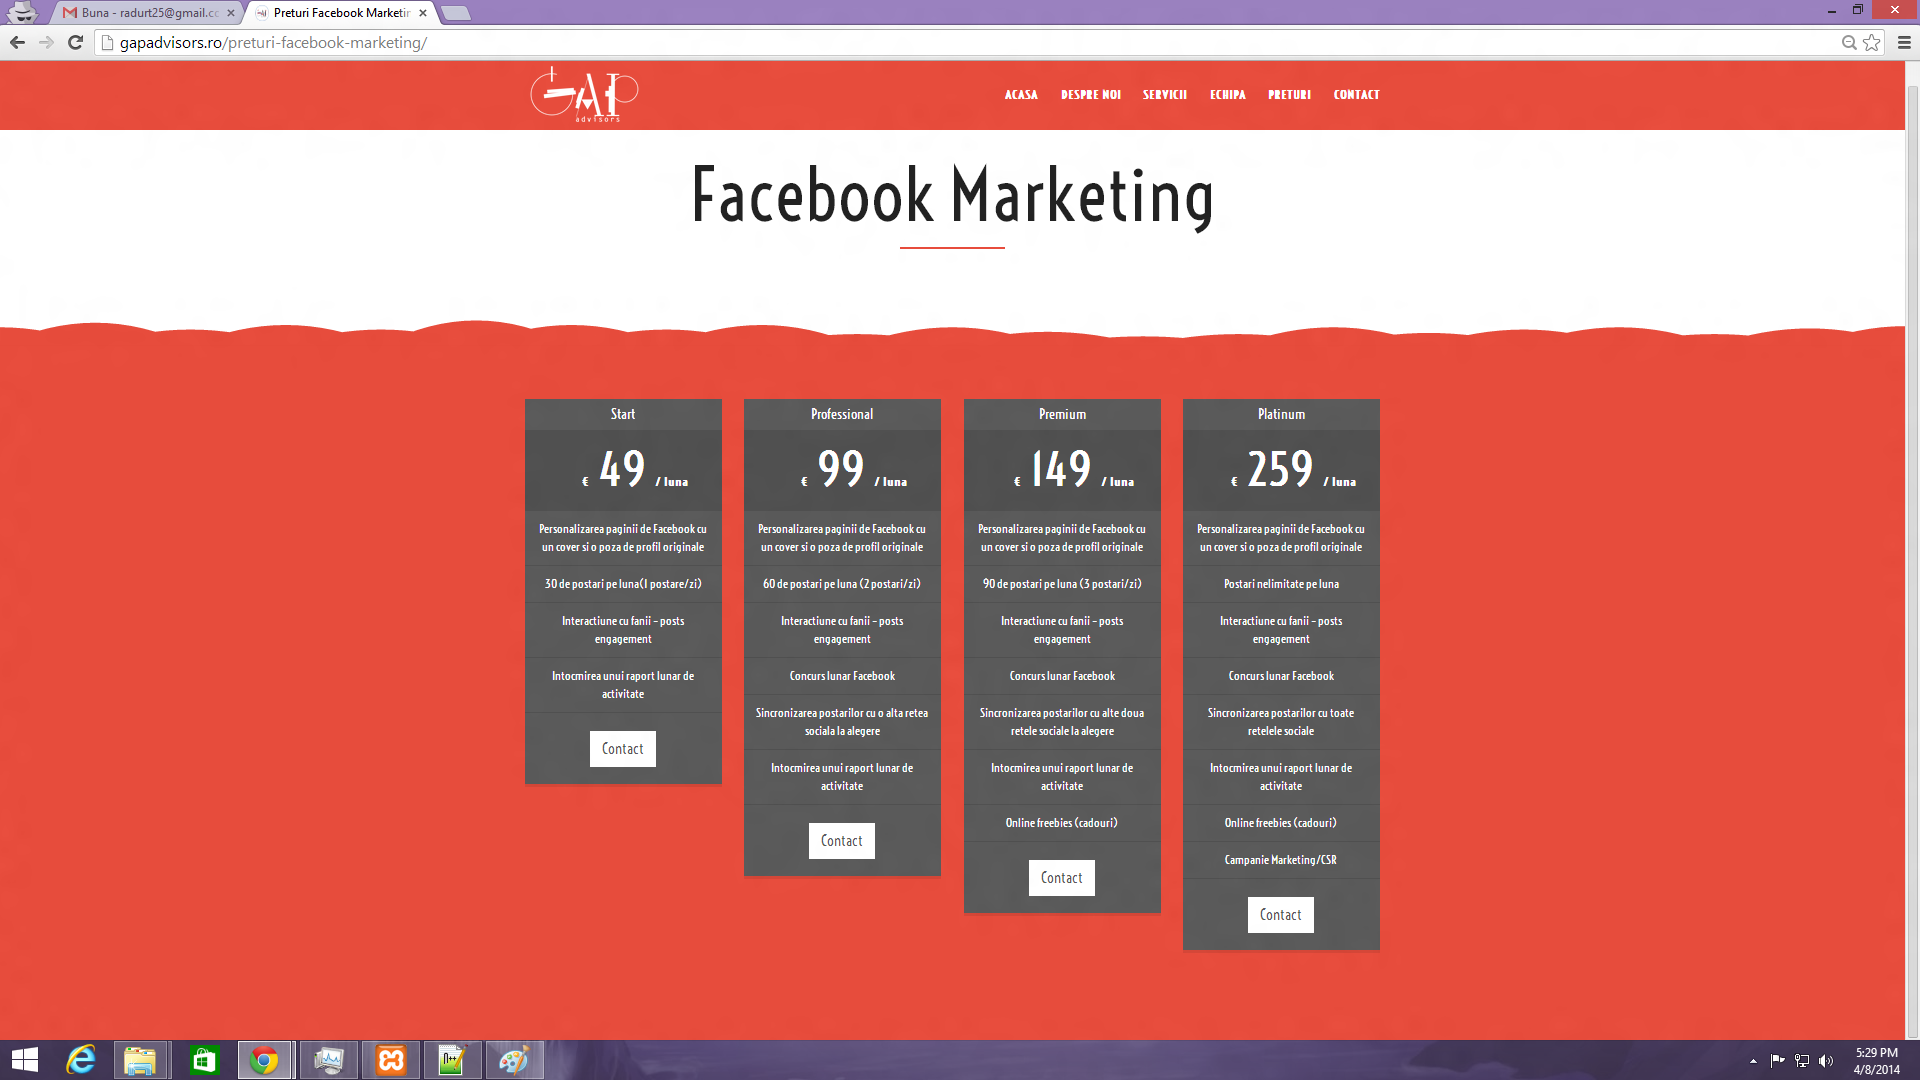 Buna - radurt25@gmail.cc
Preturi Facebook Marketin
gapadvisors.ro/preturi-facebook-marketing/
GAP
advisors
ACASA DESPRE NOI SERVICII ECHIPA PRETURI CONTACT
Facebook Marketing
Start
€ 49 / luna
Personalizarea paginii de Facebook cu
un cover si o poza de profil originale
30 de postari pe luna(1 postare/zi)
Interactiune cu fanii – posts
engagement
Intocmirea unui raport lunar de
activitate
Contact
Professional
€ 99 / luna
Personalizarea paginii de Facebook cu
un cover si o poza de profil originale
60 de postari pe luna (2 postari/zi)
Interactiune cu fanii – posts
engagement
Concurs lunar Facebook
Sincronizarea postarilor cu o alta retea
sociala la alegere
Intocmirea unui raport lunar de
activitate
Contact
Premium
€ 149 / luna
Personalizarea paginii de Facebook cu
un cover si o poza de profil originale
90 de postari pe luna (3 postari/zi)
Interactiune cu fanii – posts
engagement
Concurs lunar Facebook
Sincronizarea postarilor cu alte doua
retele sociale la alegere
Intocmirea unui raport lunar de
activitate
Online freebies (cadouri)
Contact
Platinum
€ 259 / luna
Personalizarea paginii de Facebook cu
un cover si o poza de profil originale
Postari nelimitate pe luna
Interactiune cu fanii – posts
engagement
Concurs lunar Facebook
Sincronizarea postarilor cu toate
retelele sociale
Intocmirea unui raport lunar de
activitate
Online freebies (cadouri)
Campanie Marketing/CSR
Contact
5:29 PM
4/8/2014